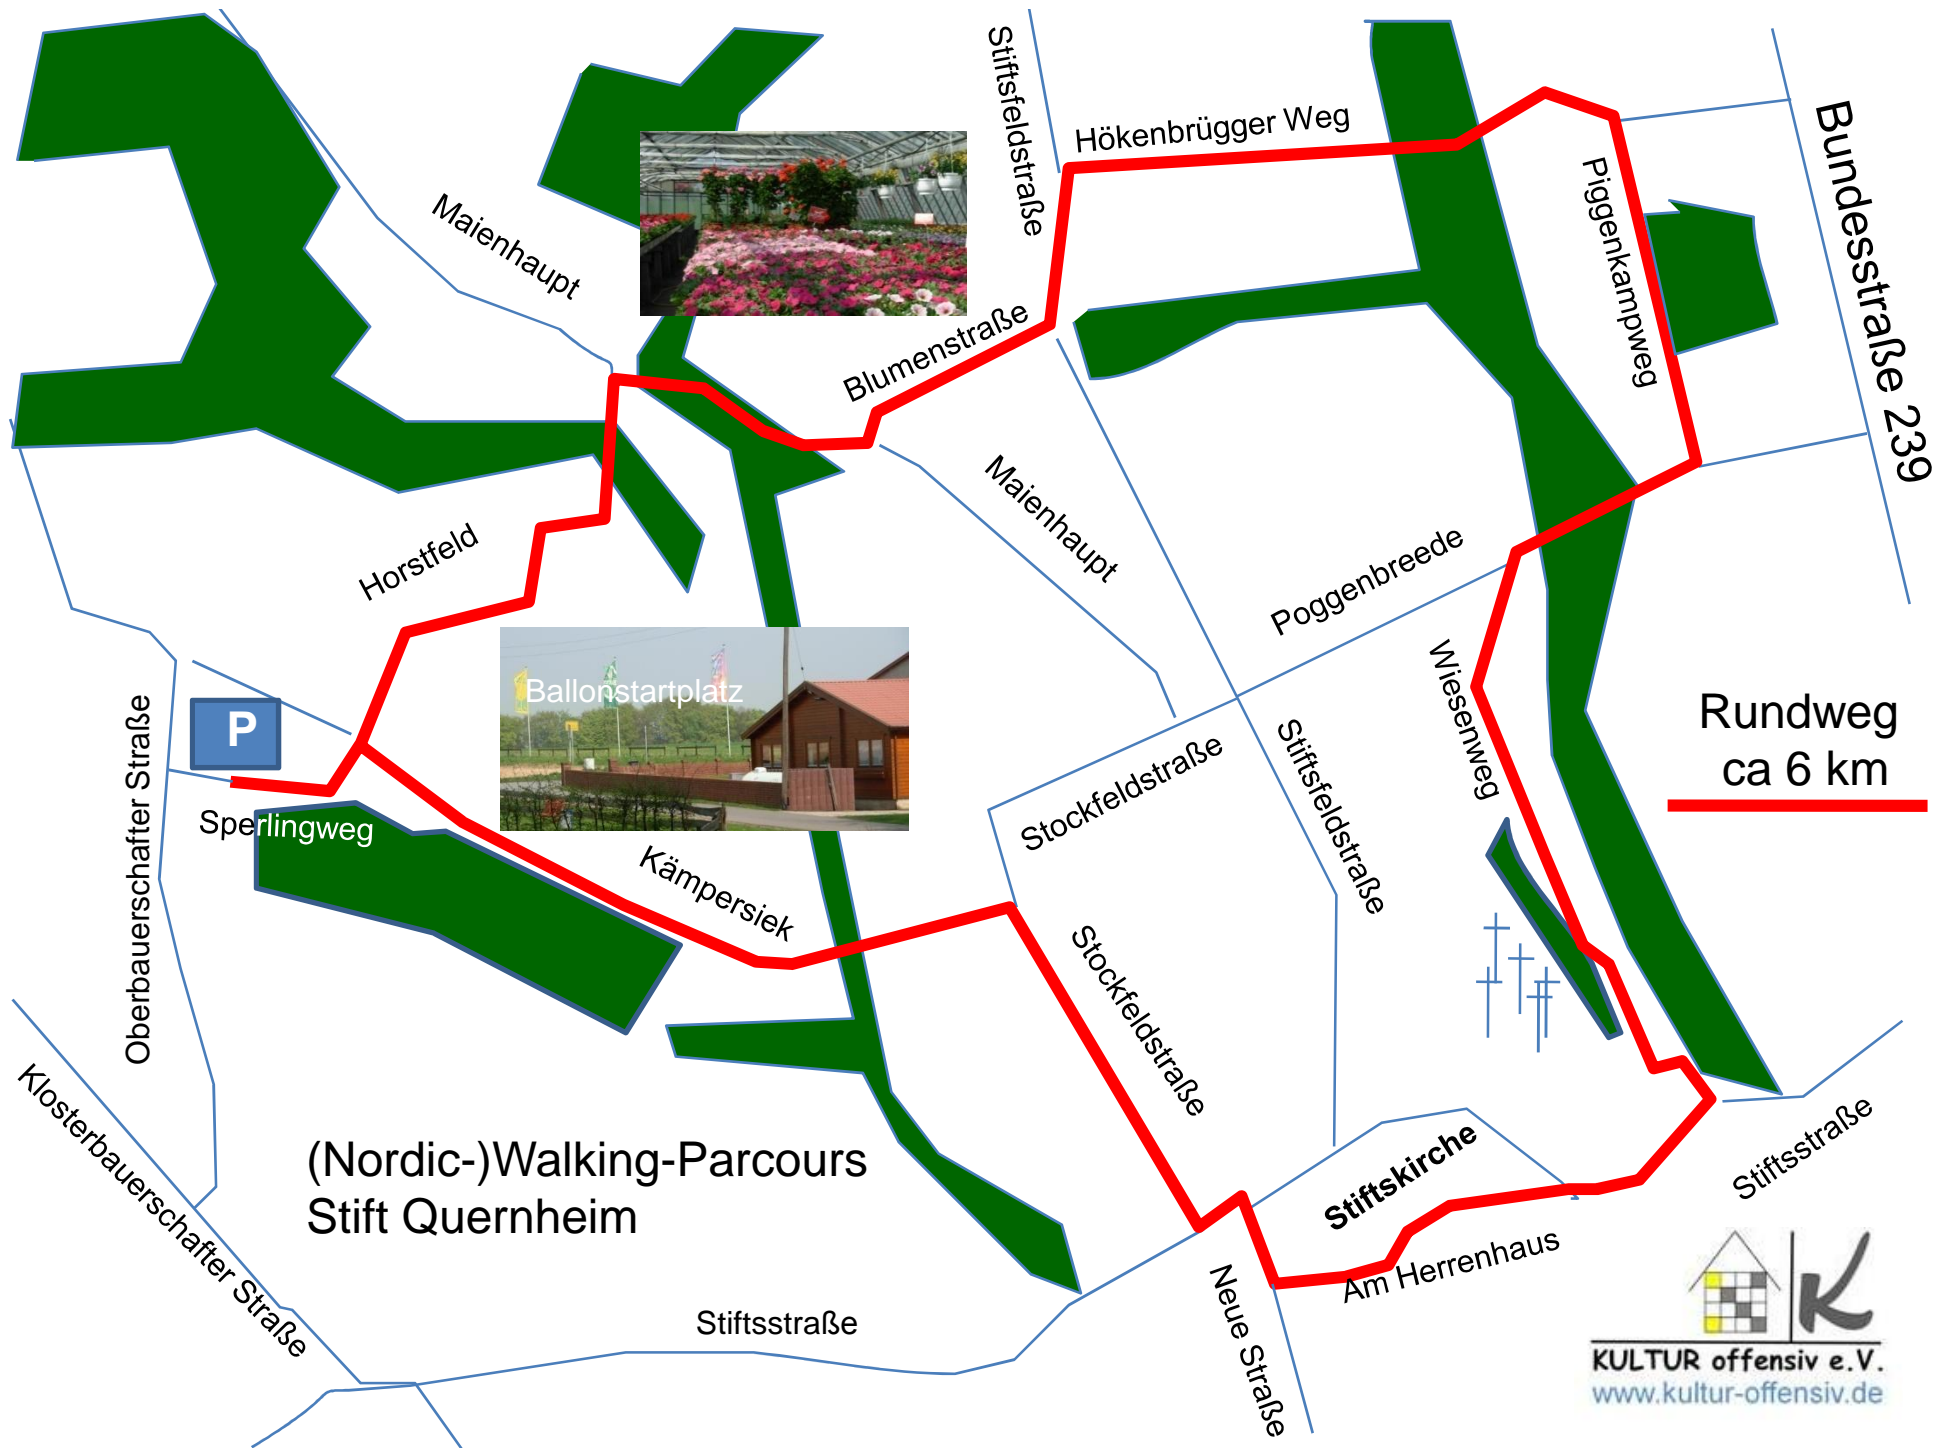 Stiftsfeldstraße
Hökenbrügger Weg
Bundesstraße 239
Piggenkampweg
Maienhaupt
Blumenstraße
Maienhaupt
Horstfeld
Poggenbreede
Wiesenweg
Ballonstartplatz
P
Rundweg
ca 6 km
Oberbauerschafter Straße
Stockfeldstraße
Stiftsfeldstraße
Sperlingweg
Kämpersiek
Stockfeldstraße
Klosterbauerschafter Straße
(Nordic-)Walking-Parcours
Stift Quernheim
Stiftskirche
Stiftsstraße
Am Herrenhaus
Neue Straße
Stiftsstraße
K
KULTUR offensiv e.V.
www.kultur-offensiv.de